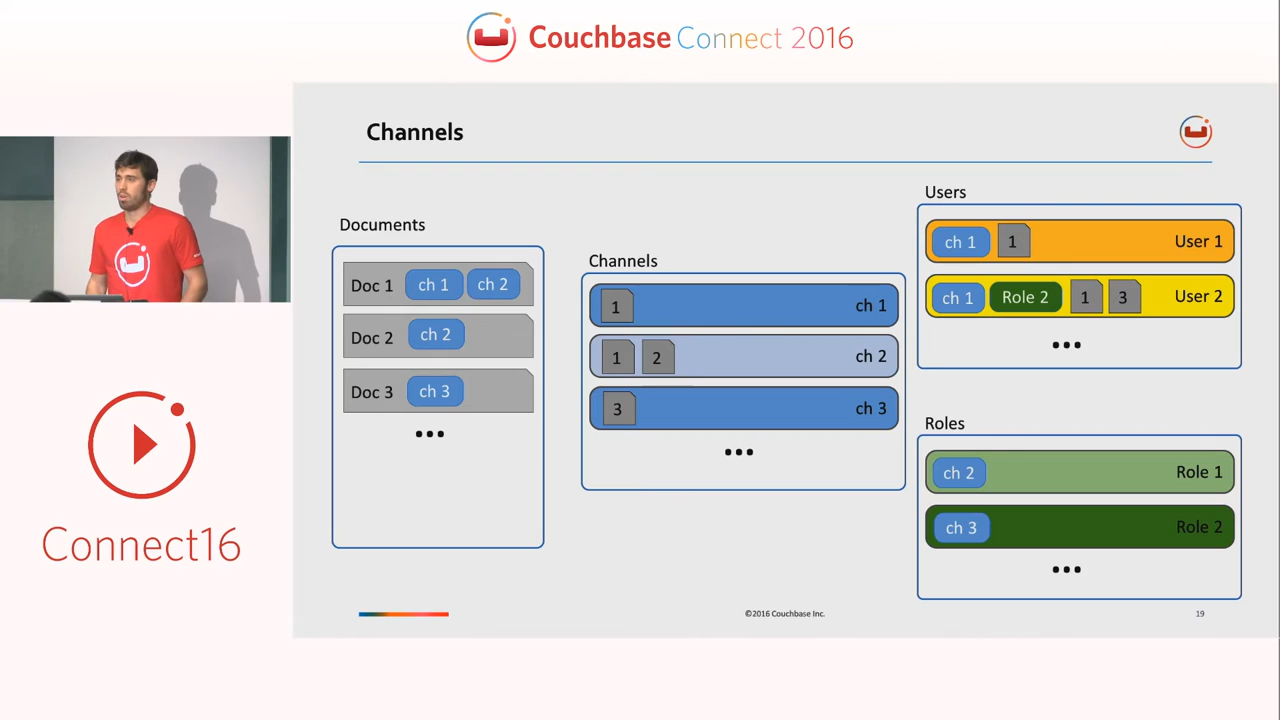 Couchbase Connect 2016
Channels
Documents
Doc 1 ch 1 ch 2
Doc 2 ch 2
Doc 3 ch 3
•••
Channels
1 ch 1
1 2 ch 2
3 ch 3
•••
Users
ch 1 1 User 1
ch 1 Role 2 1 3 User 2
•••
Roles
ch 2 Role 1
ch 3 Role 2
•••
©2016 Couchbase Inc.
19
Connect16